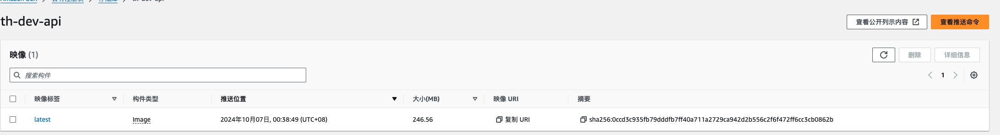 th-dev-api
查看公开列示内容
查看推送命令
映像 (1)
删除
详细信息
搜索构件
1
映像标签
构件类型
推送位置
大小(MB)
映像 URI
摘要
latest
Image
2024年10月07日, 00:38:49 (UTC+08)
246.56
复制 URI
sha256:0ccd3c935fb79dddfb7ff40a711a2729ca942d2b556c2f6f472ff6cc3cb0862b